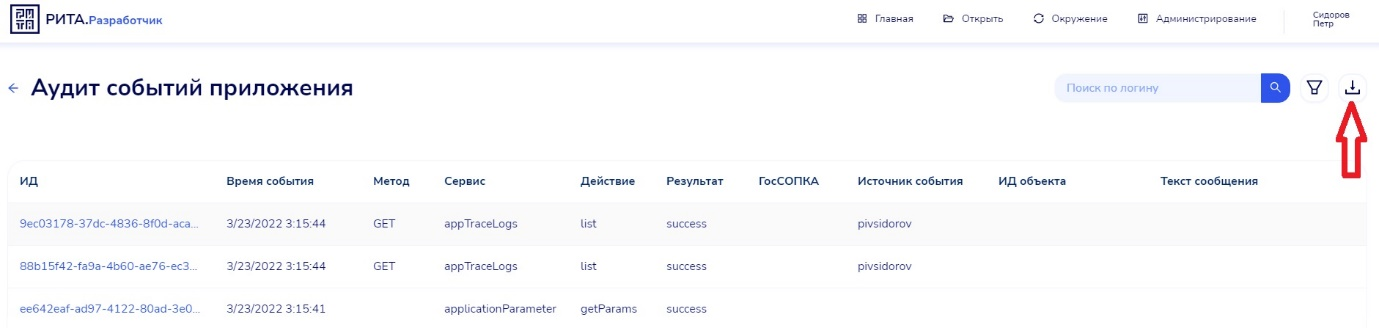 РИТА.Разработчик Главная Открыть Окружение Администрирование Сидоров
Петр
Аудит событий приложения Поиск по логину
ИД Время события Метод Сервис Действие Результат ГосСОПКА Источник события ИД объекта Текст сообщения
9ec03178-37dc-4836-8f0d-aca... 3/23/2022 3:15:44 GET appTraceLogs list success pivsidorov
88b15f42-fa9a-4b60-ae76-ec3... 3/23/2022 3:15:44 GET appTraceLogs list success pivsidorov
ee642eaf-ad97-4122-80ad-3e0... 3/23/2022 3:15:41 applicationParameter getParams success